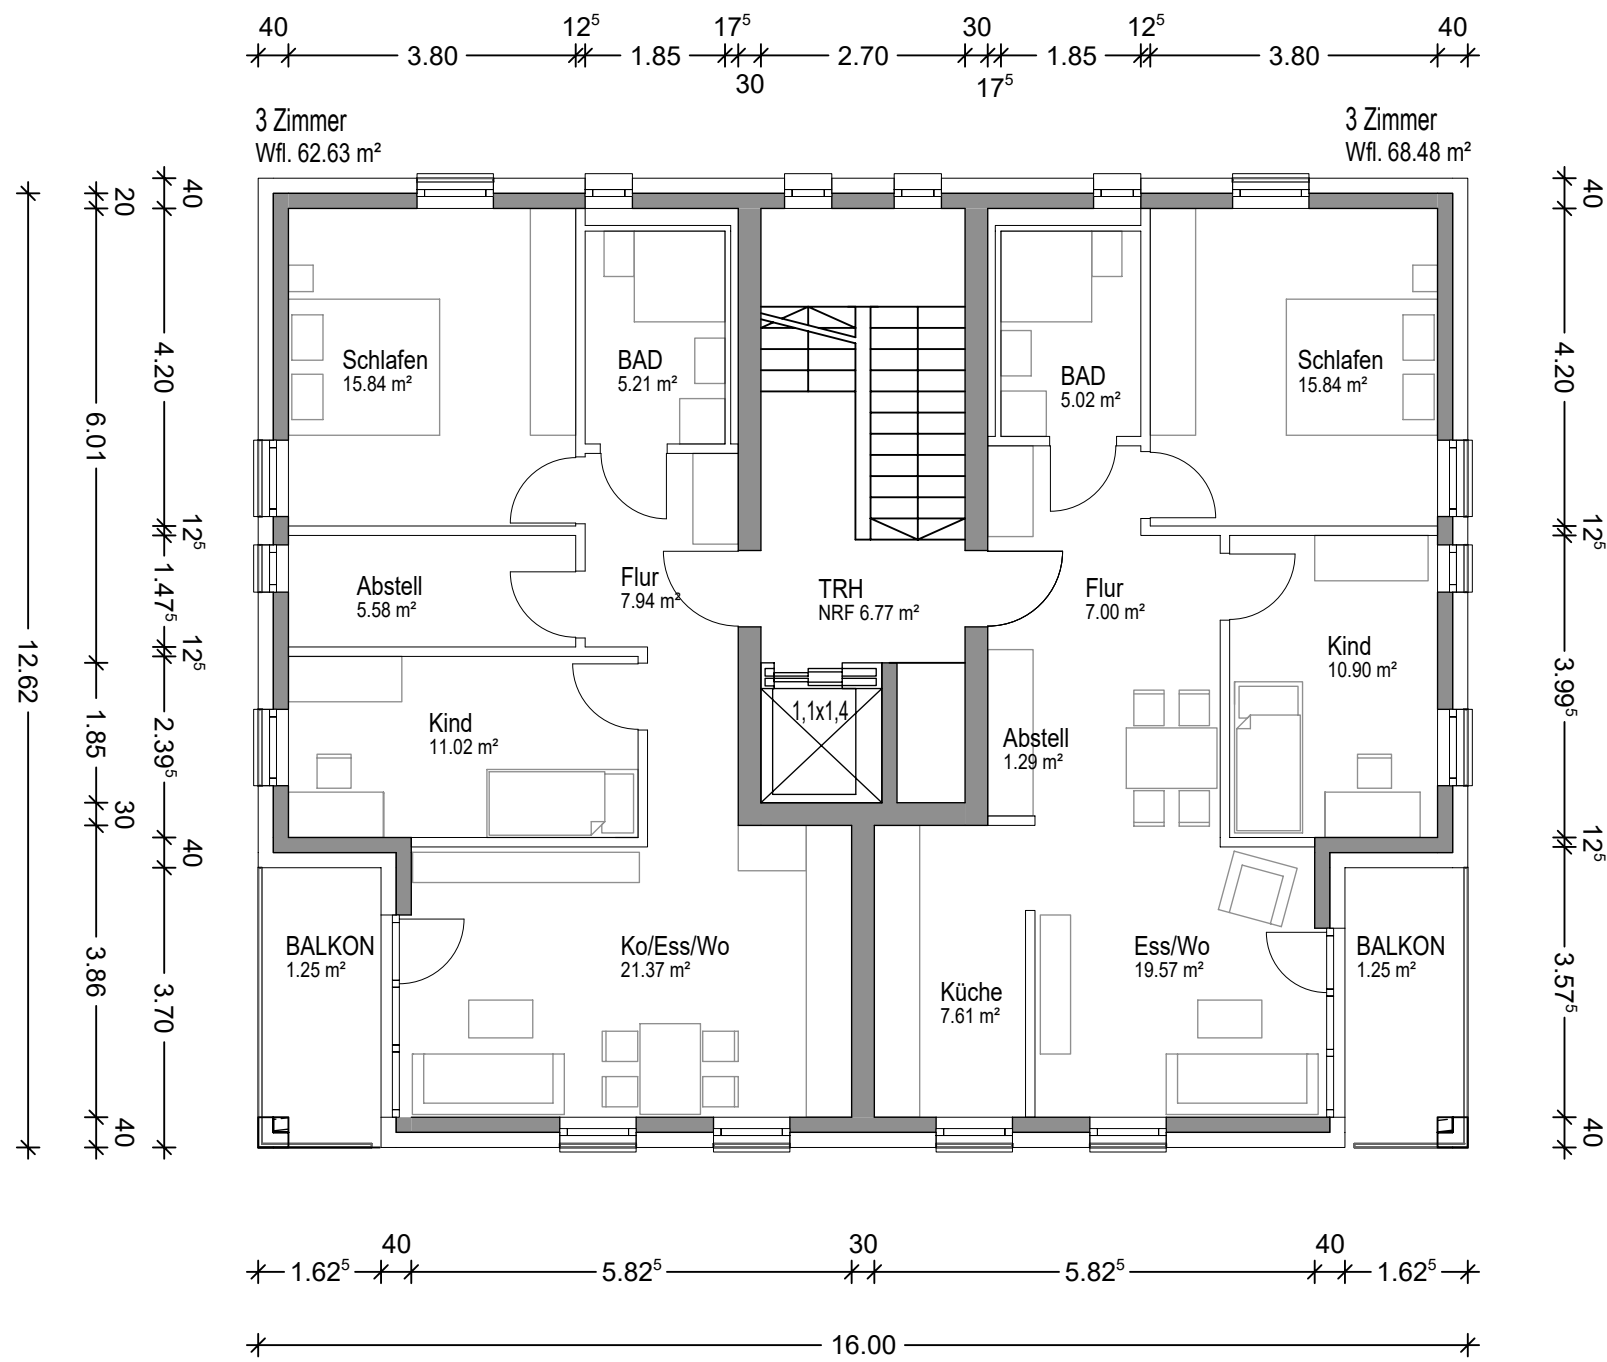 40 12⁵ 17⁵ 30 12⁵ 40
3.80 1.85 2.70 1.85 3.80
30 17⁵
3 Zimmer
Wfl. 62.63 m²
3 Zimmer
Wfl. 68.48 m²
12.62
20
6.01
1.85
30
3.86
40
40
4.20
12⁵
1.47⁵
12⁵
2.39⁵
40
3.70
Schlafen
15.84 m²
BAD
5.21 m²
BAD
5.02 m²
Schlafen
15.84 m²
Abstell
5.58 m²
Flur
7.94 m²
TRH
NRF 6.77 m²
Flur
7.00 m²
Kind
10.90 m²
Kind
11.02 m²
1,1x1,4
Abstell
1.29 m²
BALKON
1.25 m²
Ko/Ess/Wo
21.37 m²
Küche
7.61 m²
Ess/Wo
19.57 m²
BALKON
1.25 m²
40
4.20
12⁵
3.99⁵
12⁵
3.57⁵
40
40 30 40
1.62⁵ 5.82⁵ 5.82⁵ 1.62⁵
16.00